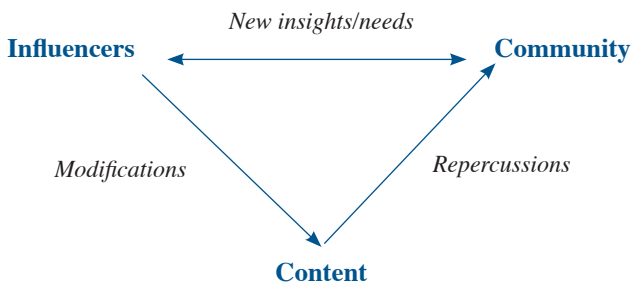 New insights/needs
Influencers
Community
Modifications
Repercussions
Content